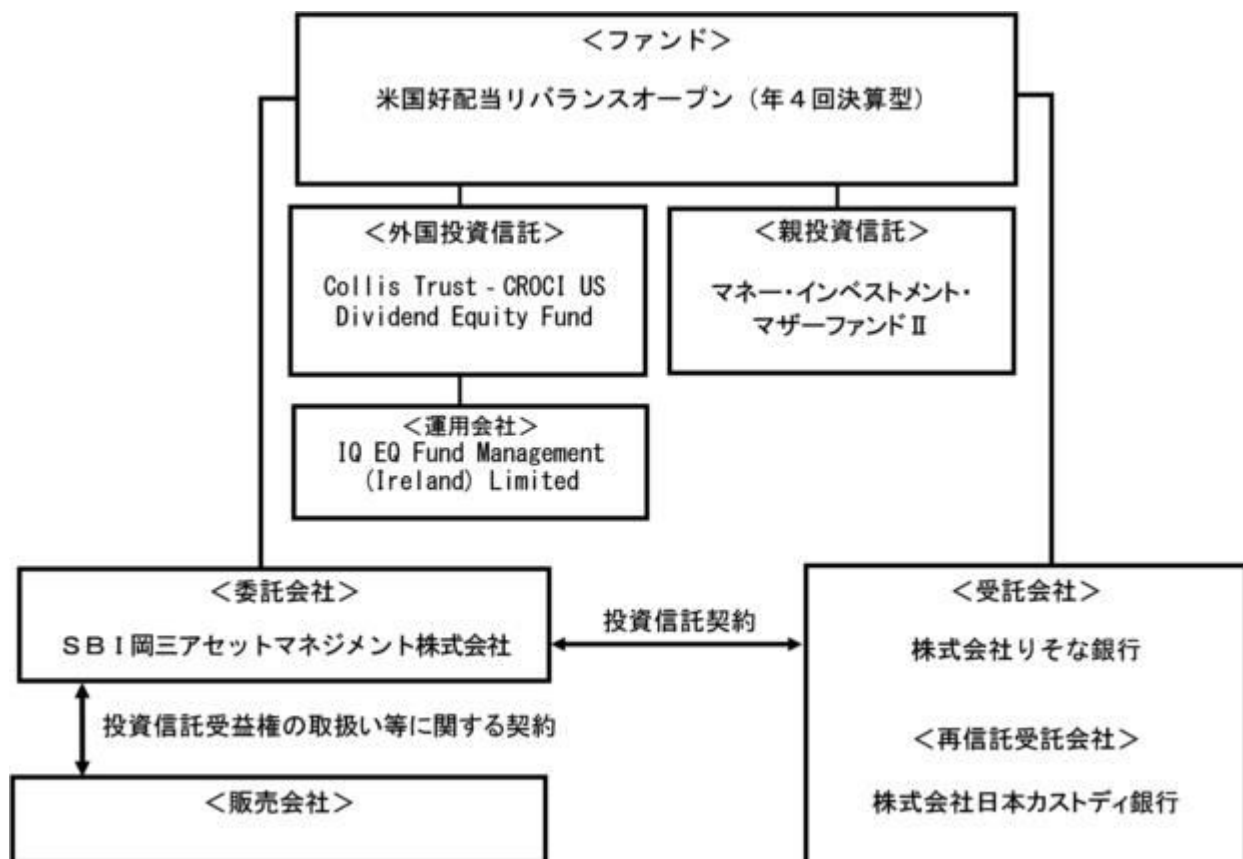 ＜ファンド＞
米国好配当リバランスオープン（年４回決算型）
＜外国投資信託＞
Collis Trust - CROCI US
Dividend Equity Fund
＜親投資信託＞
マネー・インベストメント・
マザーファンドⅡ
＜運用会社＞
IQ EQ Fund Management
(Ireland) Limited
＜委託会社＞
ＳＢＩ岡三アセットマネジメント株式会社
投資信託契約
＜受託会社＞
株式会社りそな銀行
＜再信託受託会社＞
株式会社日本カストディ銀行
投資信託受益権の取扱い等に関する契約
＜販売会社＞